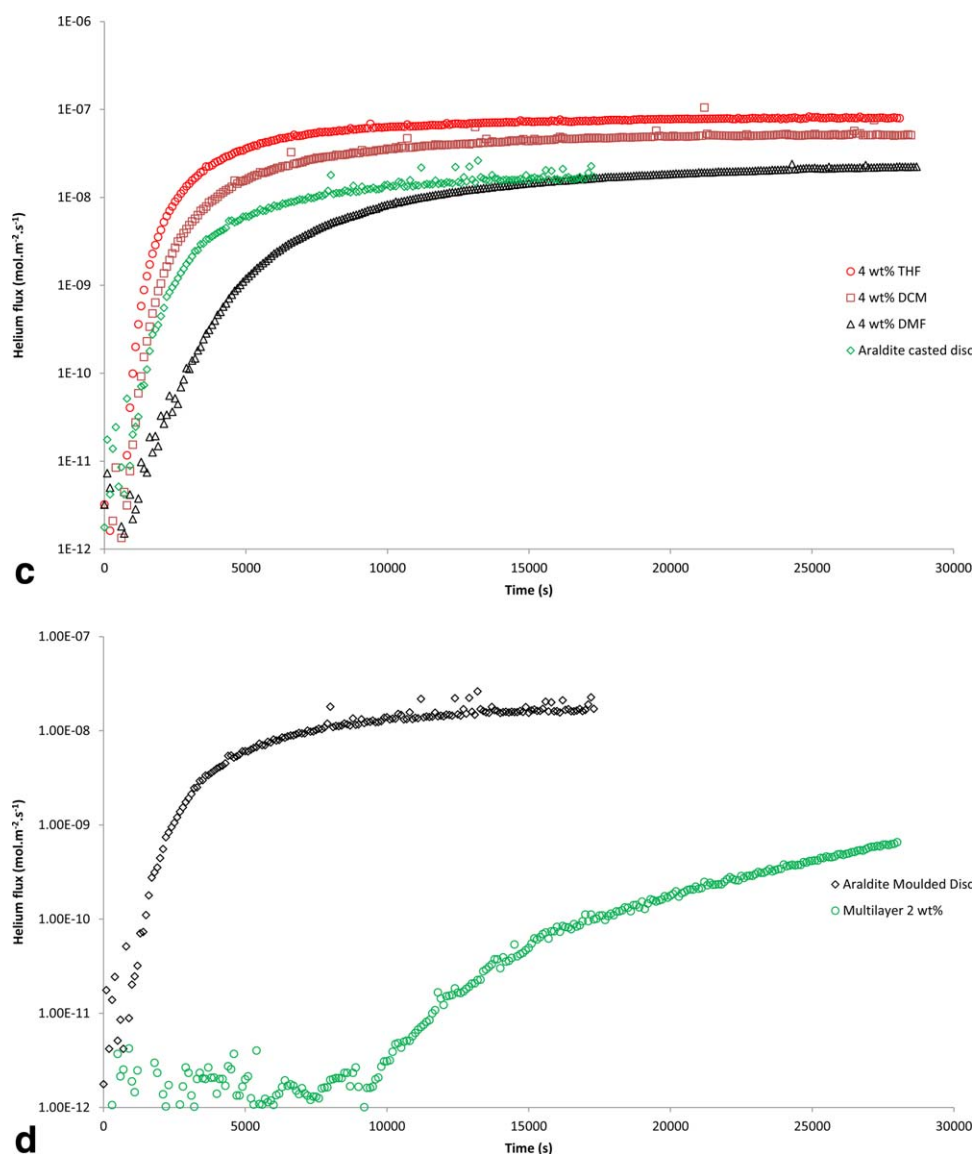 1E-06
1E-07
1E-08
1E-09
1E-10
1E-11
1E-12
Helium flux (mol.m⁻².s⁻¹)
4 wt% THF
4 wt% DCM
4 wt% DMF
Araldite casted disc
0 5000 10000 15000 20000 25000 30000
Time (s)
c
1.00E-07
1.00E-08
1.00E-09
1.00E-10
1.00E-11
1.00E-12
Helium flux (mol.m⁻².s⁻¹)
Araldite Moulded Disc
Multilayer 2 wt%
0 5000 10000 15000 20000 25000 30000
Time (s)
d